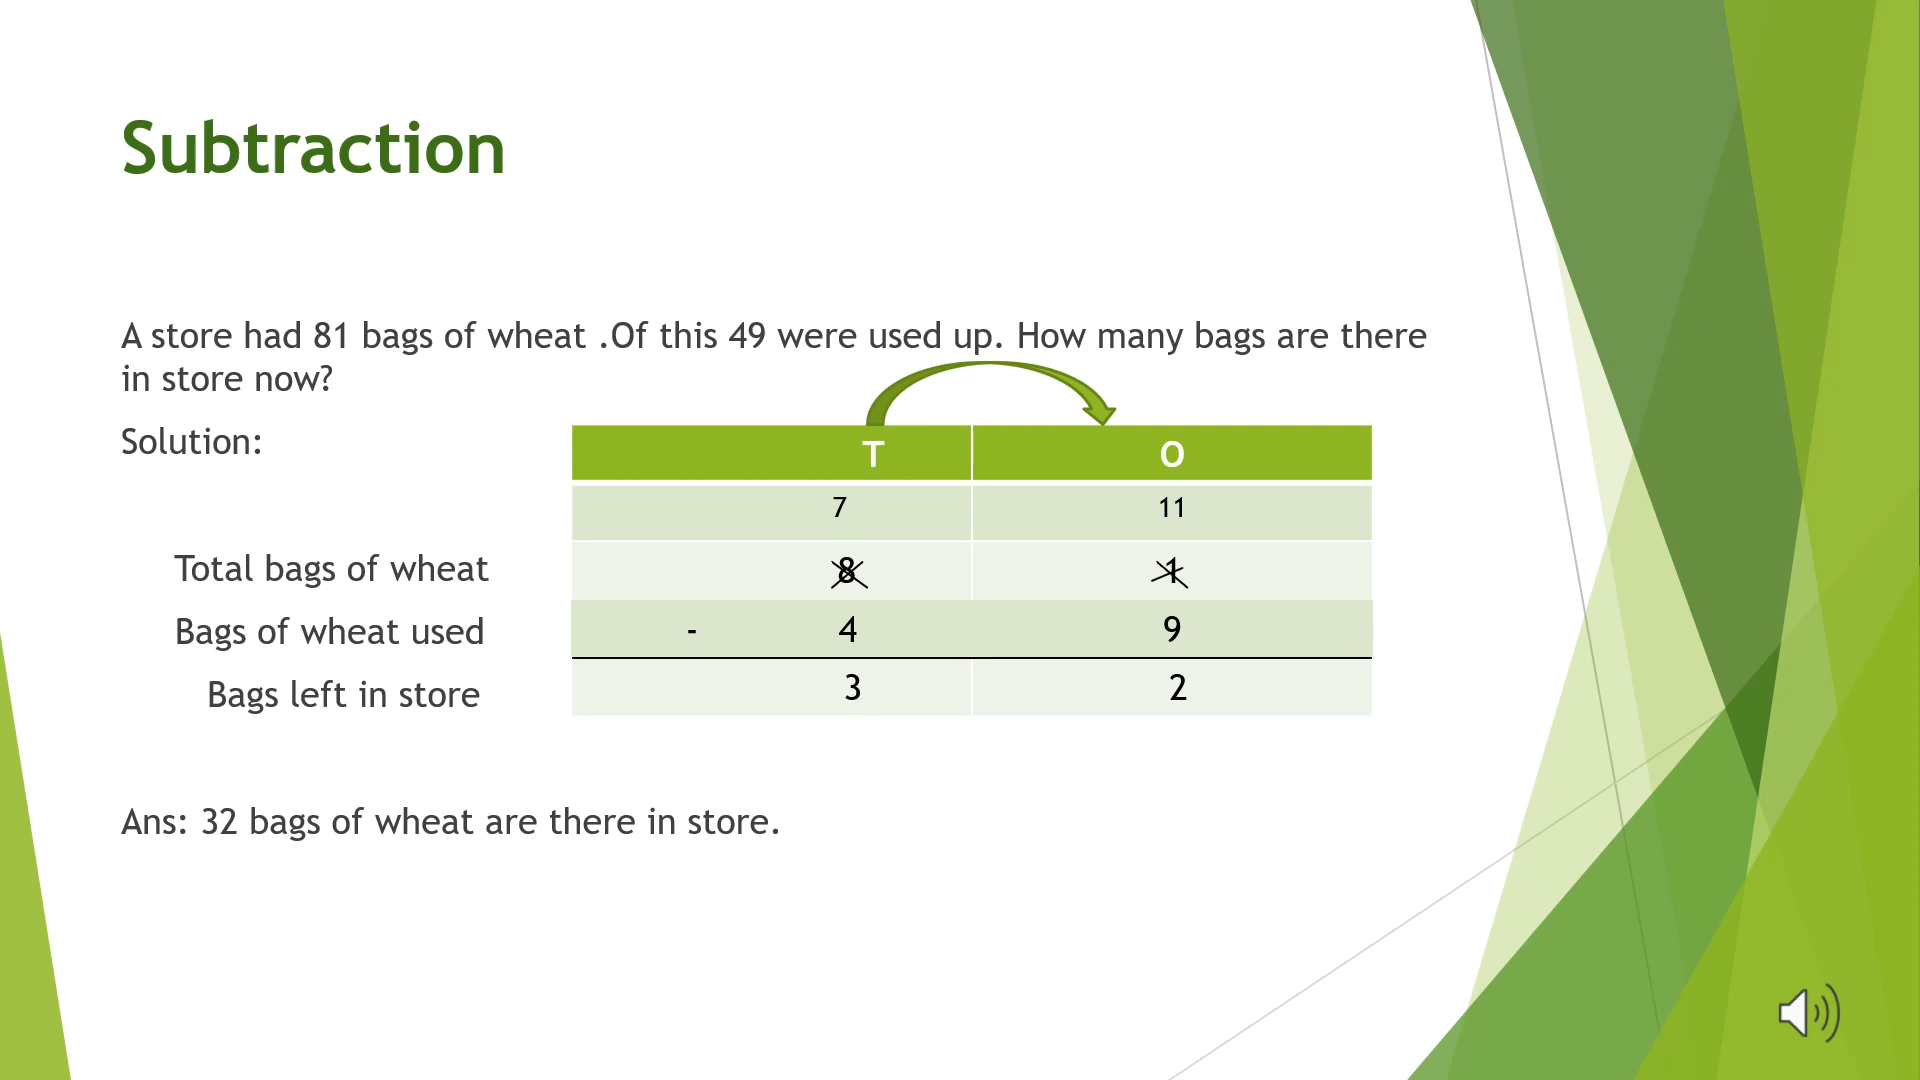 Subtraction
A store had 81 bags of wheat .Of this 49 were used up. How many bags are there
in store now?
Solution:
T O
7 11
Total bags of wheat 8 1
Bags of wheat used - 4 9
Bags left in store 3 2
Ans: 32 bags of wheat are there in store.